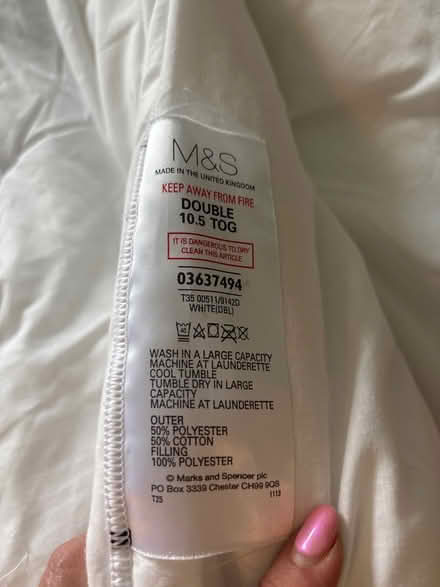 M&S
MADE IN THE UNITED KINGDOM
KEEP AWAY FROM FIRE
DOUBLE
10.5 TOG
IT IS DANGEROUS TO DRY
CLEAN THIS ARTICLE
03637494
T35 00511/9142D
WHITE(DBL)
WASH IN A LARGE CAPACITY
MACHINE AT LAUNDERETTE
COOL TUMBLE
TUMBLE DRY IN LARGE
CAPACITY
MACHINE AT LAUNDERETTE
OUTER
50% POLYESTER
50% COTTON
FILLING
100% POLYESTER
© Marks and Spencer plc
PO Box 3339 Chester CH99 9QS
T25 1113